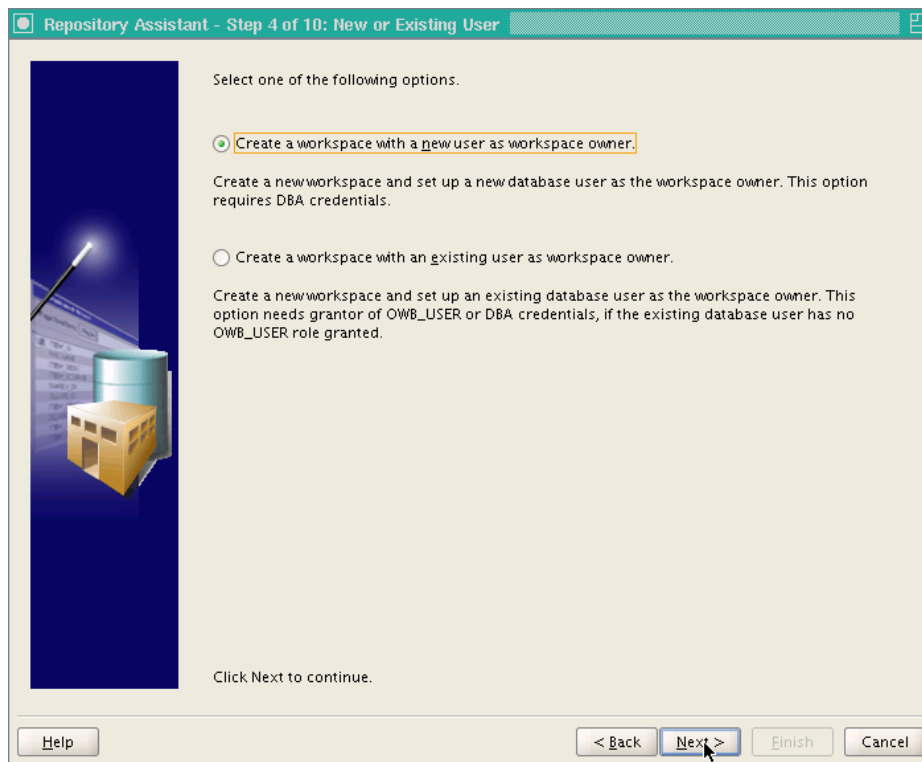 Repository Assistant - Step 4 of 10: New or Existing User
Select one of the following options.
Create a workspace with a new user as workspace owner.
Create a new workspace and set up a new database user as the workspace owner. This option
requires DBA credentials.
Create a workspace with an existing user as workspace owner.
Create a new workspace and set up an existing database user as the workspace owner. This
option needs grantor of OWB_USER or DBA credentials, if the existing database user has no
OWB_USER role granted.
Click Next to continue.
Help
< Back
Next >
Finish
Cancel